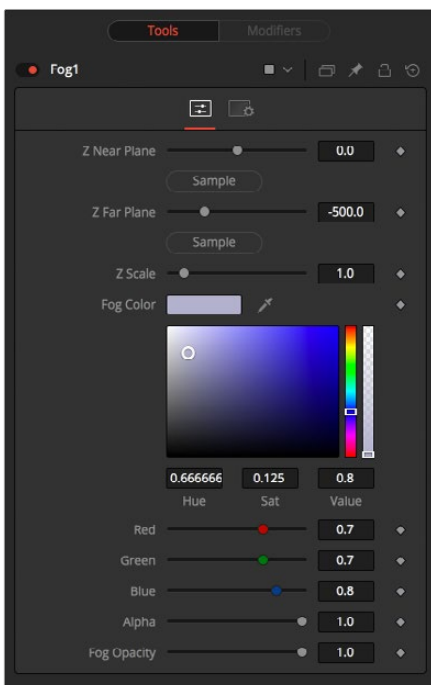 Tools Modifiers
Fog1
Z Near Plane 0.0
Sample
Z Far Plane -500.0
Sample
Z Scale 1.0
Fog Color
0.666666 0.125 0.8
Hue Sat Value
Red 0.7
Green 0.7
Blue 0.8
Alpha 1.0
Fog Opacity 1.0